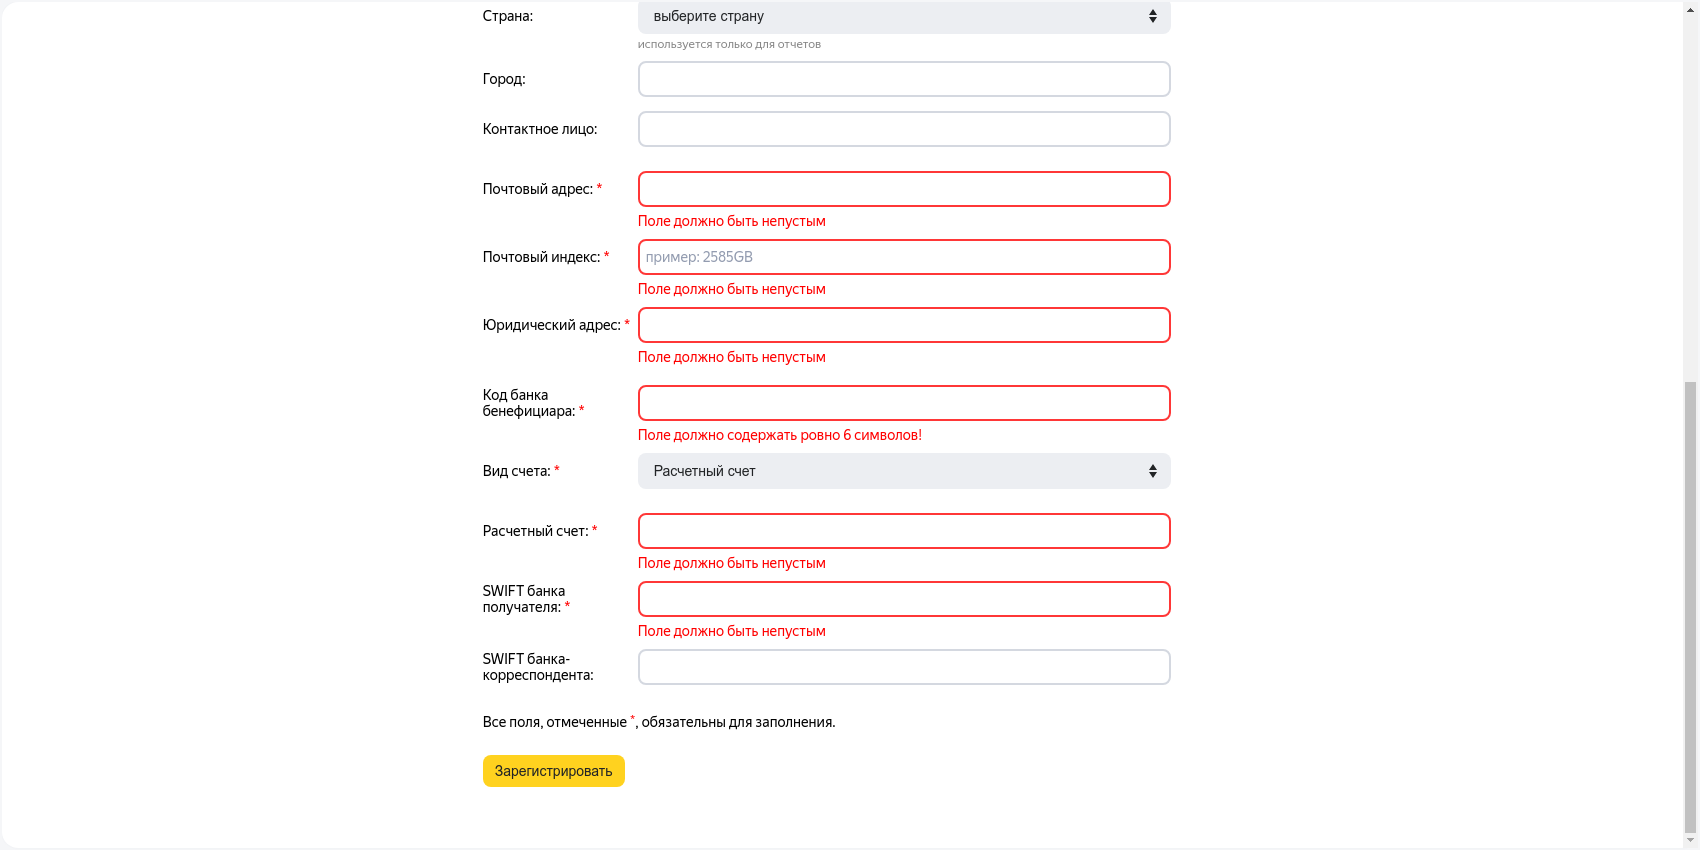 Страна:
выберите страну
используется только для отчетов
Город:
Контактное лицо:
Почтовый адрес: *
Поле должно быть непустым
Почтовый индекс: *
пример: 2585GB
Поле должно быть непустым
Юридический адрес: *
Поле должно быть непустым
Код банка
бенефициара: *
Поле должно содержать ровно 6 символов!
Вид счета: *
Расчетный счет
Расчетный счет: *
Поле должно быть непустым
SWIFT банка
получателя: *
Поле должно быть непустым
SWIFT банка-
корреспондента:
Все поля, отмеченные *, обязательны для заполнения.
Зарегистрировать